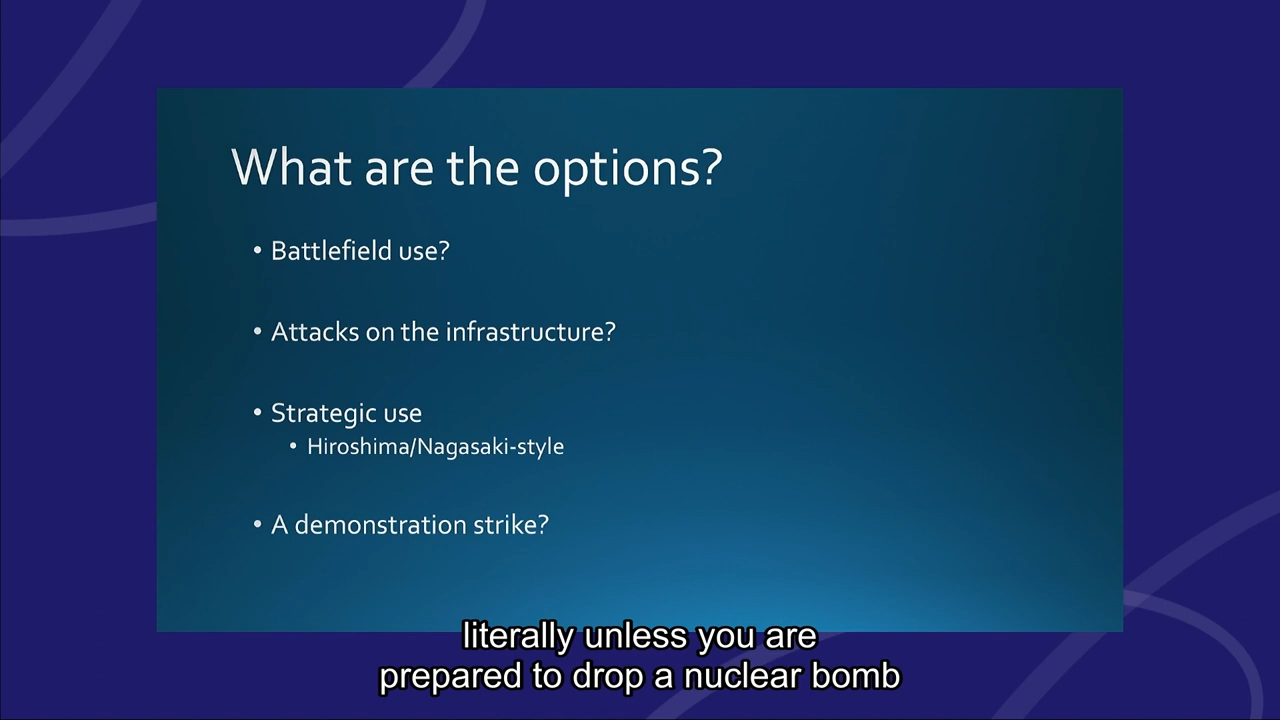 What are the options?
• Battlefield use?
• Attacks on the infrastructure?
• Strategic use
• Hiroshima/Nagasaki-style
• A demonstration strike?
literally unless you are
prepared to drop a nuclear bomb